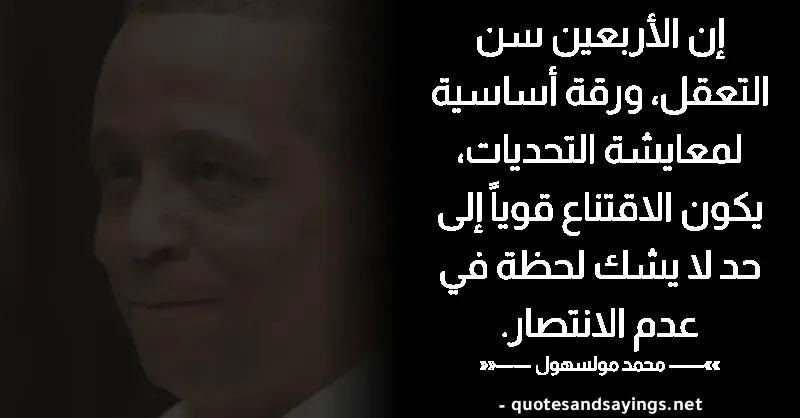 إن الأربعين سن
التعقل، ورقة أساسية
لمعايشة التحديات،
يكون الاقتناع قوياً إلى
حد لا يشك لحظة في
عدم الانتصار.
»»—— محمد مولسهول ——««
- quotesandsayings.net